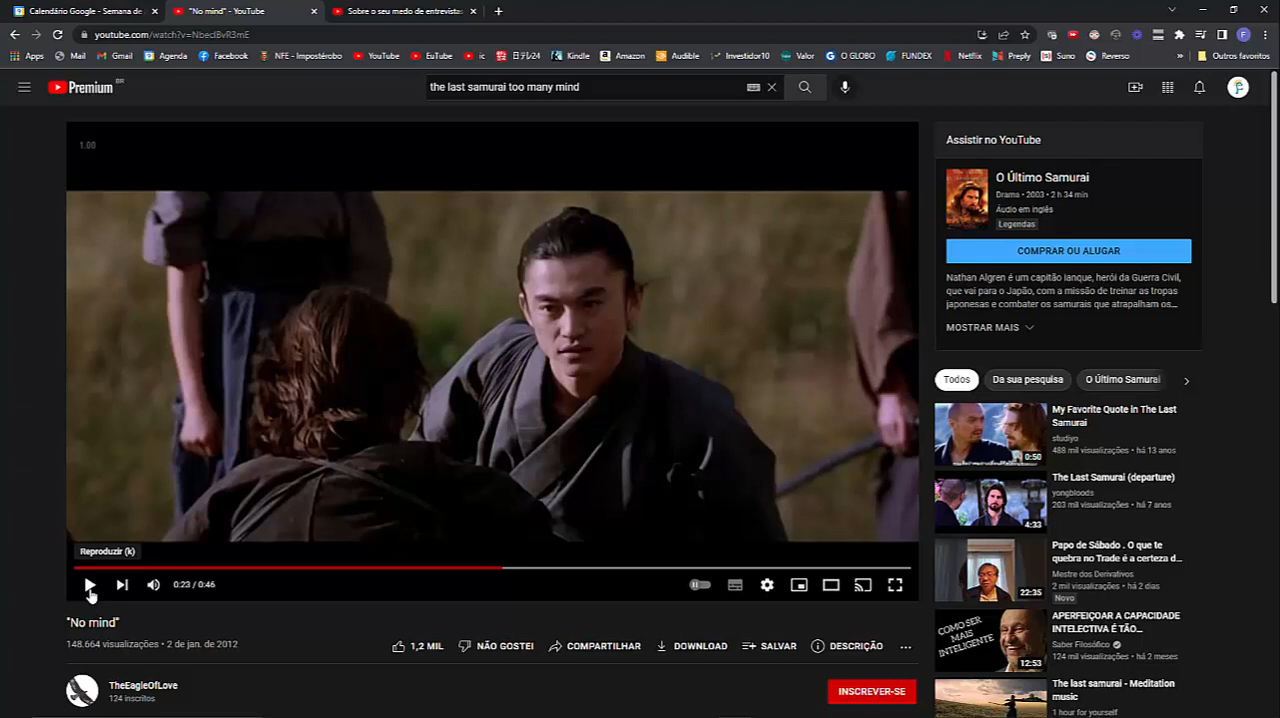 Calendário Google - Semana de
"No mind" - YouTube
Sobre o seu medo de entrevista
youtube.com/watch?v=NbecIBvR3mE
Apps
Mail
Gmail
Agenda
Facebook
NFE - Impostérobo
YouTube
EuTube
ic
Kindle
Amazon
Audible
Investidor10
Valor
O GLOBO
FUNDEX
Netflix
Preply
Suno
Reverso
»
Outros favoritos
Premium BR
the last samurai too many mind
1.00
Assistir no YouTube
O Último Samurai
Drama • 2003 • 2 h 34 min
Áudio em inglês
Legendas
COMPRAR OU ALUGAR
Nathan Algren é um capitão ianque, herói da Guerra Civil,
que vai para o Japão, com a missão de treinar as tropas
japonesas e combater os samurais que atrapalham os...
MOSTRAR MAIS
Todos
Da sua pesquisa
O Último Samurai
My Favorite Quote in The Last
Samurai
studiyo
488 mil visualizações • há 13 anos
0:50
The Last Samurai (departure)
yongbloods
203 mil visualizações • há 7 anos
4:33
Papo de Sábado . O que te
quebra no Trade é a certeza d...
Mestre dos Derivativos
2 mil visualizações • há 2 dias
Novo
22:35
COMO SER
MAIS
INTELIGENTE
APERFEIÇOAR A CAPACIDADE
INTELECTIVA É TÃO...
Saber Filosófico
124 mil visualizações • há 2 meses
12:53
The last samurai - Meditation
music
1 hour for yourself
Reproduzir (k)
0:23 / 0:46
"No mind"
148.664 visualizações • 2 de jan. de 2012
1,2 MIL
NÃO GOSTEI
COMPARTILHAR
DOWNLOAD
SALVAR
DESCRIÇÃO
TheEagleOfLove
124 inscritos
INSCREVER-SE